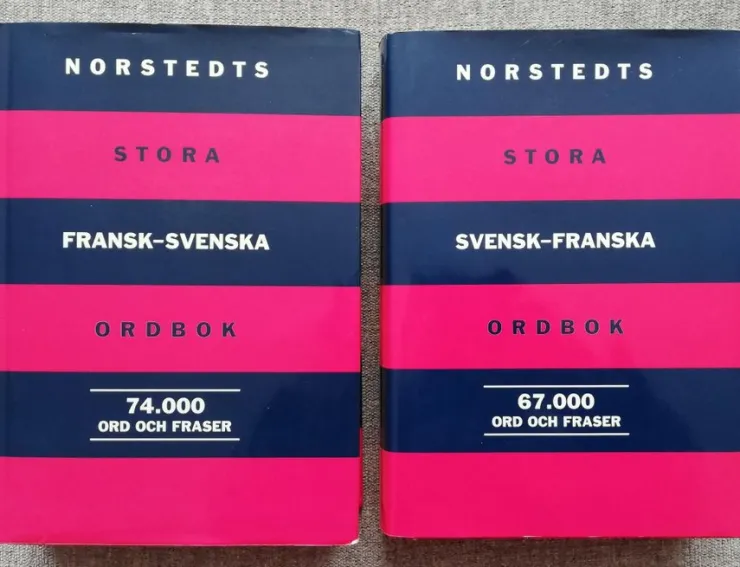 NORSTEDTS
STORA
FRANSK–SVENSKA
ORDBOK
74.000
ORD OCH FRASER
NORSTEDTS
STORA
SVENSK–FRANSKA
ORDBOK
67.000
ORD OCH FRASER